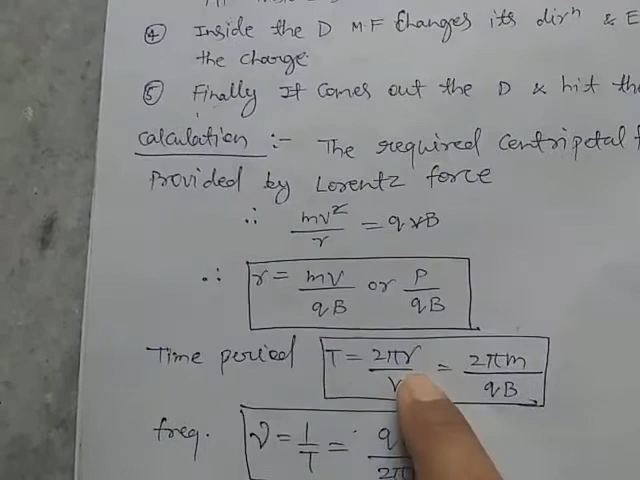 ④ Inside the D MF Changes its dirⁿ & E
the charge
⑤ Finally It Comes out the D & hit the
Calculation :- The required Centripetal f
Provided by Lorentz force
∴ mv²/r = qvB
∴ r = mv/qB or P/qB
Time period T = 2πr/v = 2πm/qB
freq. ν = 1/T =